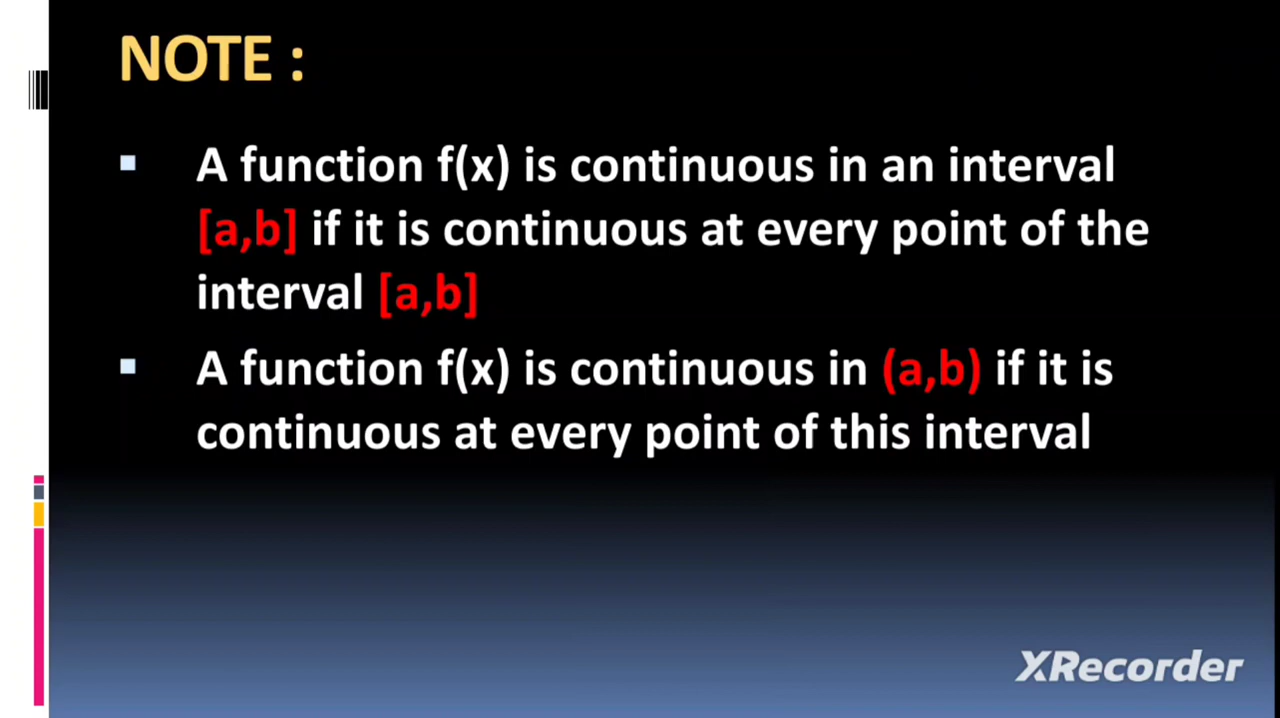 NOTE :
▪ A function f(x) is continuous in an interval
[a,b] if it is continuous at every point of the
interval [a,b]
▪ A function f(x) is continuous in (a,b) if it is
continuous at every point of this interval
XRecorder